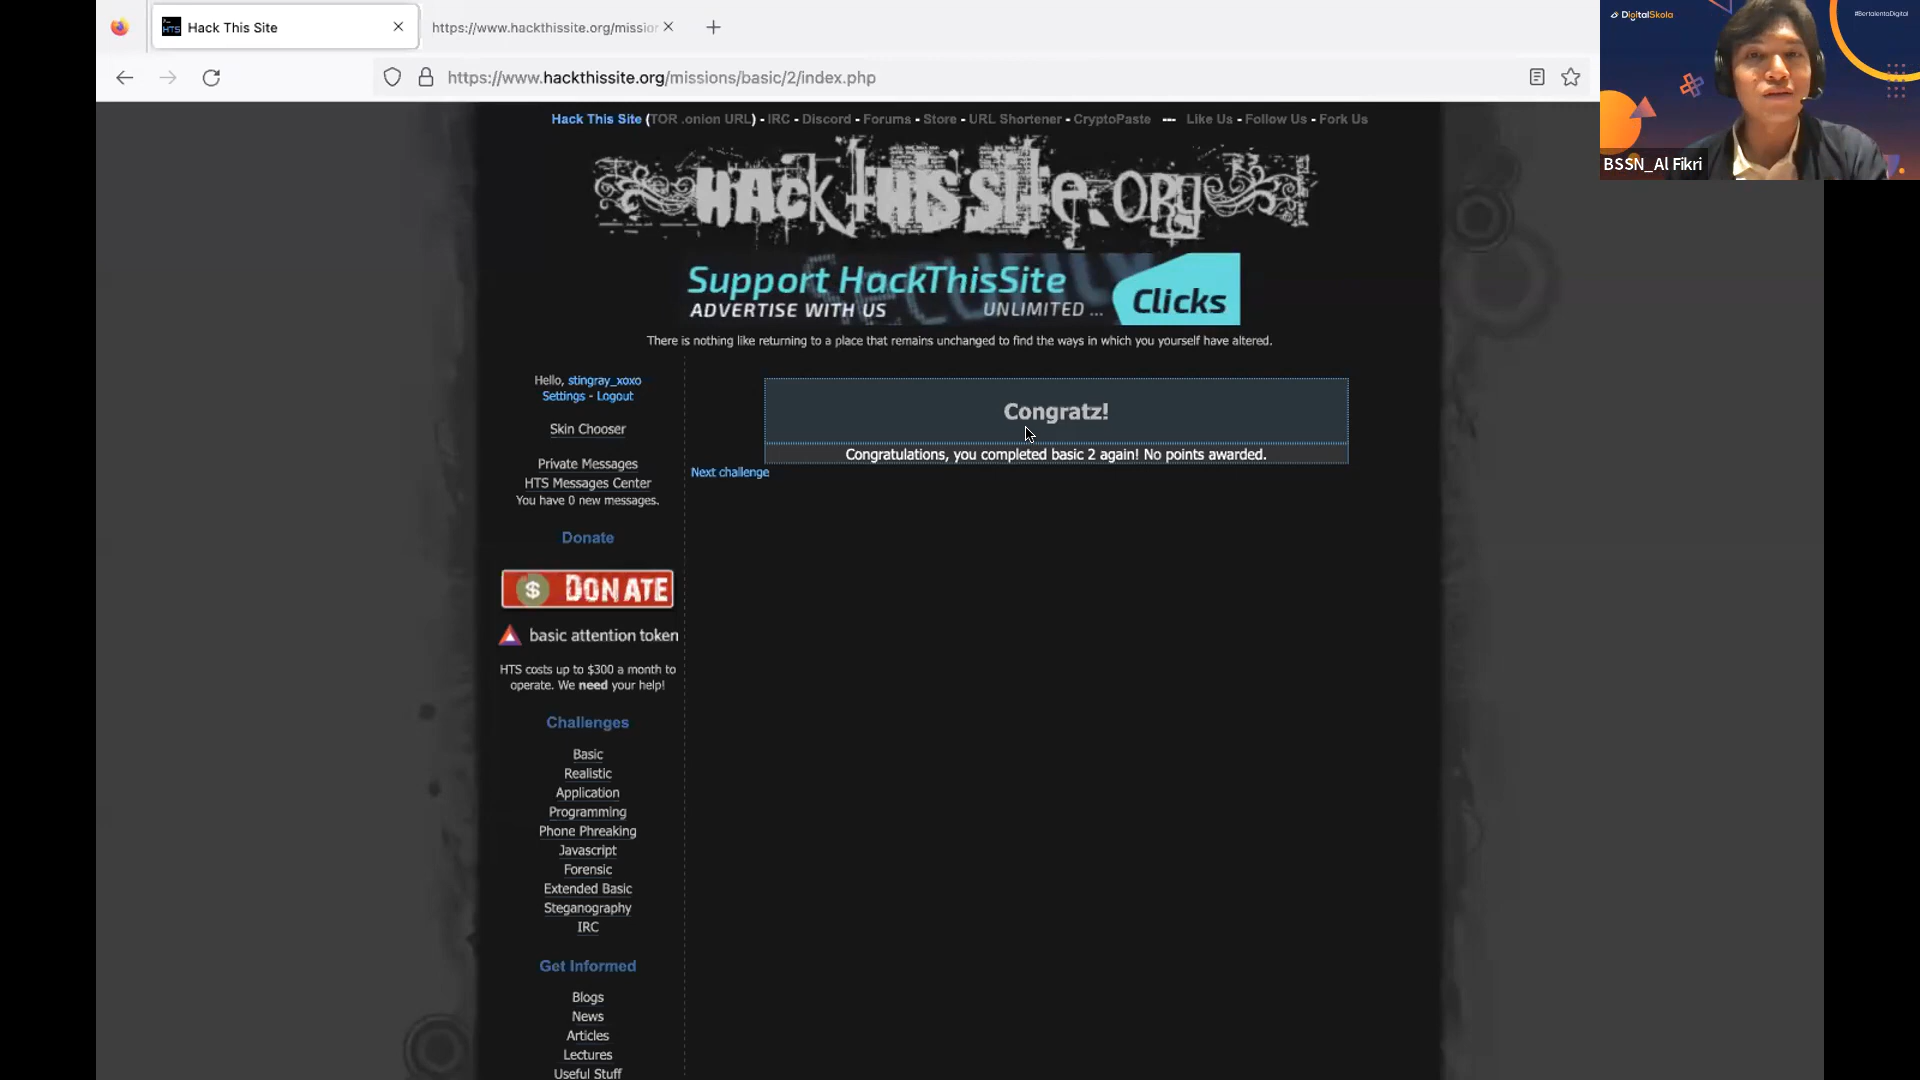 Hack This Site
https://www.hackthissite.org/missio
https://www.hackthissite.org/missions/basic/2/index.php
DigitalSkola
#BertalentaDigital
BSSN_Al Fikri
Hack This Site (TOR .onion URL) - IRC - Discord - Forums - Store - URL Shortener - CryptoPaste --- Like Us - Follow Us - Fork Us
HACk THIS SIte.ORg
Support HackThisSite
ADVERTISE WITH US UNLIMITED ...
Clicks
There is nothing like returning to a place that remains unchanged to find the ways in which you yourself have altered.
Hello, stingray_xoxo
Settings - Logout
Skin Chooser
Private Messages
HTS Messages Center
You have 0 new messages.
Donate
$ DONATE
basic attention token
HTS costs up to $300 a month to
operate. We need your help!
Challenges
Basic
Realistic
Application
Programming
Phone Phreaking
Javascript
Forensic
Extended Basic
Steganography
IRC
Get Informed
Blogs
News
Articles
Lectures
Useful Stuff
Congratz!
Congratulations, you completed basic 2 again! No points awarded.
Next challenge